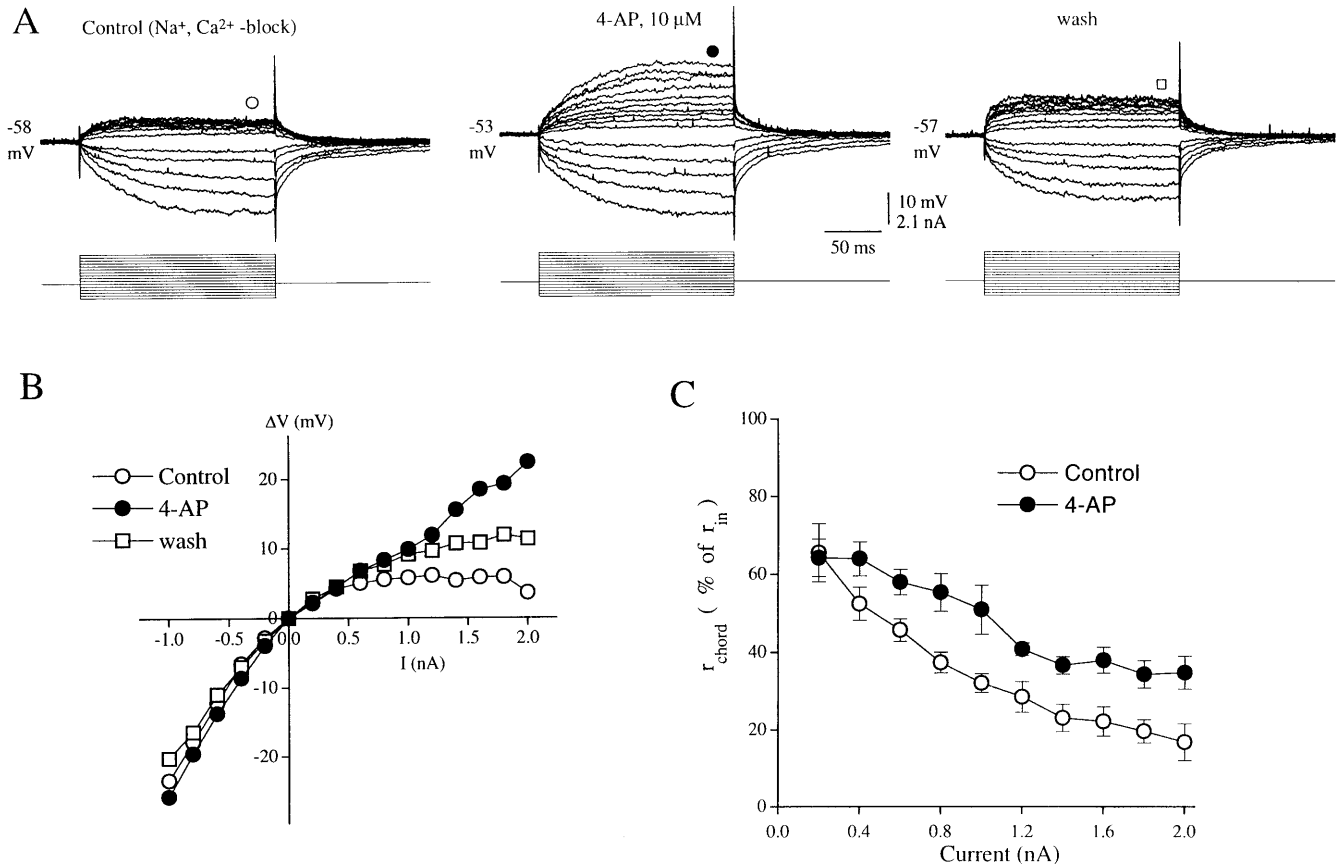 A
Control (Na⁺, Ca²⁺ -block)
4-AP, 10 μM
wash
-58
mV
-53
mV
-57
mV
10 mV
2.1 nA
50 ms
B
ΔV (mV)
Control
4-AP
wash
20
10
0
-10
-20
-1.0
-0.5
0.0
0.5
1.0
1.5
2.0
I (nA)
C
100
80
60
40
20
0
r_chord ( % of r_in )
Control
4-AP
0.0
0.4
0.8
1.2
1.6
2.0
Current (nA)